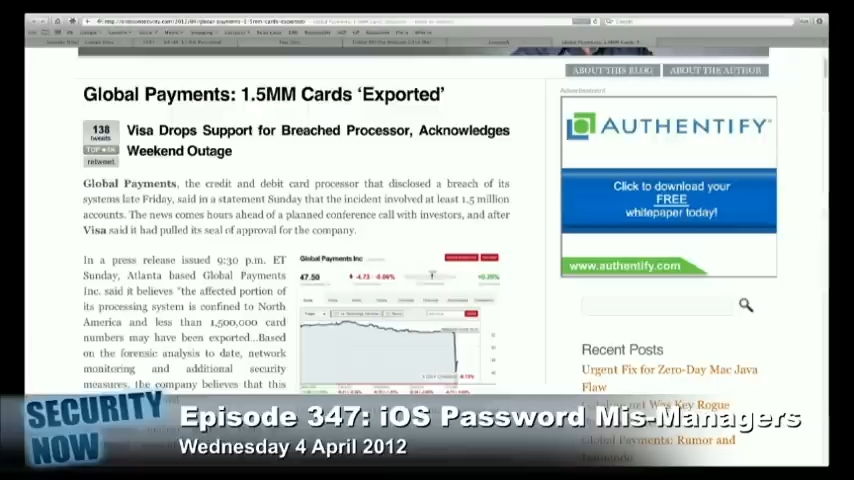 ABOUT THIS BLOG
ABOUT THE AUTHOR
Global Payments: 1.5MM Cards ‘Exported’
138
tweets
retweet
Visa Drops Support for Breached Processor, Acknowledges
Weekend Outage
Global Payments, the credit and debit card processor that disclosed a breach of its
systems late Friday, said in a statement Sunday that the incident involved at least 1.5 million
accounts. The news comes hours ahead of a planned conference call with investors, and after
Visa said it had pulled its seal of approval for the company.
In a press release issued 9:30 p.m. ET
Sunday, Atlanta based Global Payments
Inc. said it believes “the affected portion of
its processing system is confined to North
America and less than 1,500,000 card
numbers may have been exported...Based
on the forensic analysis to date, network
monitoring and additional security
measures, the company believes that this
Global Payments Inc
47.50
Advertisement
AUTHENTIFY
Click to download your
FREE
whitepaper today!
www.authentify.com
Recent Posts
Urgent Fix for Zero-Day Mac Java
Flaw
Was Key Rogue
Global Payments: Rumor and
SECURITY
NOW
Episode 347: iOS Password Mis-Managers
Wednesday 4 April 2012